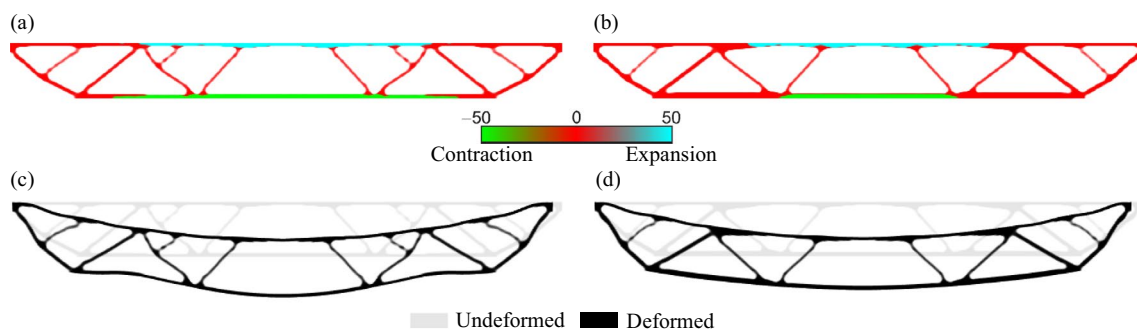 (a)
(b)
−50 0 50
Contraction Expansion
(c)
(d)
Undeformed Deformed